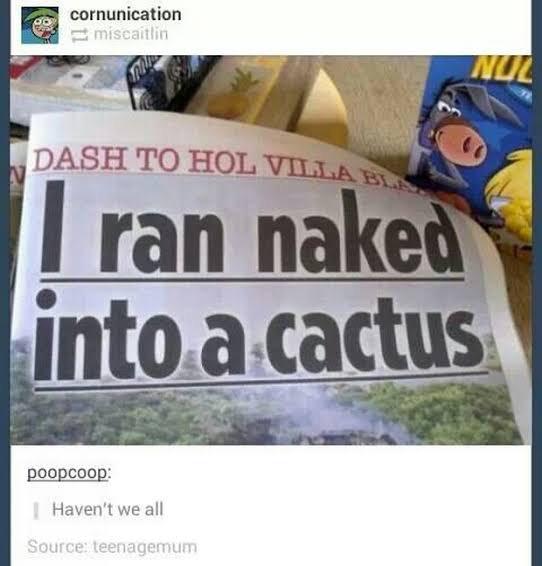 cornunication
miscaitlin
DASH TO HOL VILLA
I ran naked
into a cactus
poopcoop:
Haven't we all
Source: teenagemum